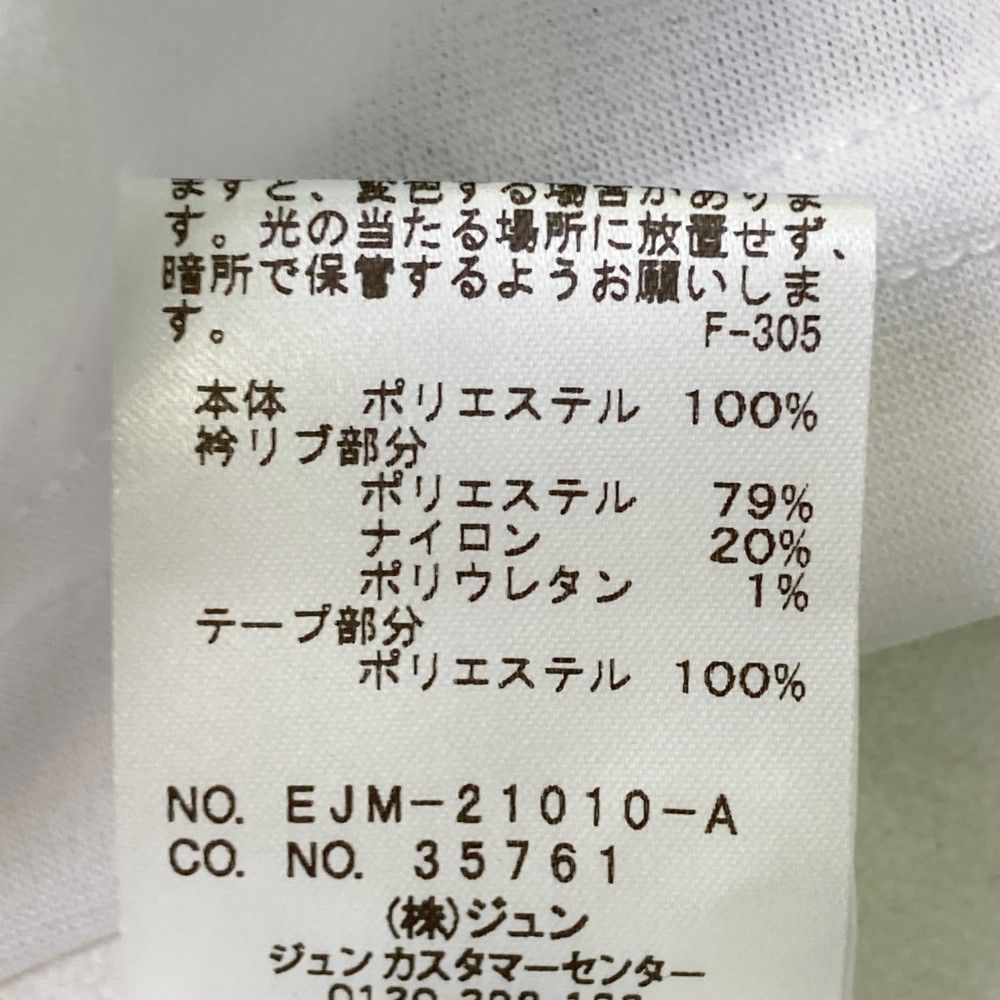 ますと、変色する場合がありま
す。光の当たる場所に放置せず、
暗所で保管するようお願いしま
す。
F-305
本体 ポリエステル 100%
衿リブ部分
ポリエステル 79%
ナイロン 20%
ポリウレタン 1%
テープ部分
ポリエステル 100%
NO. EJM-21010-A
CO. NO. 35761
(株)ジュン
ジュンカスタマーセンター